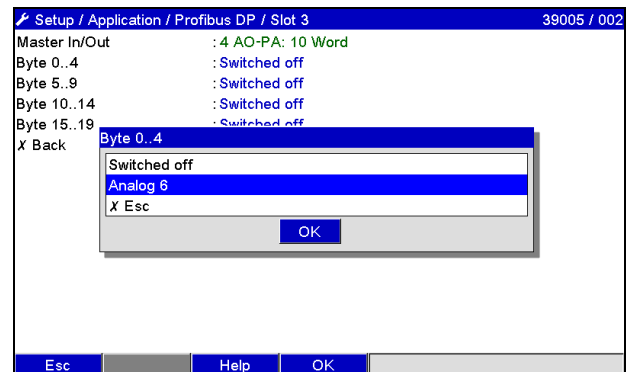 Setup / Application / Profibus DP / Slot 3 39005 / 002
Master In/Out : 4 AO-PA: 10 Word
Byte 0..4 : Switched off
Byte 5..9 : Switched off
Byte 10..14 : Switched off
Byte 15..19 : Switched off
X Back
Byte 0..4
Switched off
Analog 6
X Esc
OK
Esc Help OK